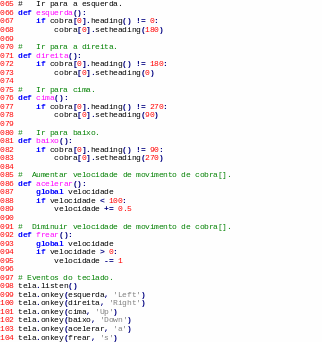 065 #   Ir para a esquerda.
066 def esquerda():
067     if cobra[0].heading() != 0:
068         cobra[0].setheading(180)
069
070 #   Ir para a direita.
071 def direita():
072     if cobra[0].heading() != 180:
073         cobra[0].setheading(0)
074
075 #   Ir para cima.
076 def cima():
077     if cobra[0].heading() != 270:
078         cobra[0].setheading(90)
079
080 #   Ir para baixo.
081 def baixo():
082     if cobra[0].heading() != 90:
083         cobra[0].setheading(270)
084
085 #  Aumentar velocidade de movimento de cobra[].
086 def acelerar():
087     global velocidade
088     if velocidade < 100:
089         velocidade += 0.5
090
091 #  Diminuir velocidade de movimento de cobra[].
092 def frear():
093     global velocidade
094     if velocidade > 0:
095         velocidade -= 1
096
097 # Eventos do teclado.
098 tela.listen()
099 tela.onkey(esquerda, 'Left')
100 tela.onkey(direita, 'Right')
101 tela.onkey(cima, 'Up')
102 tela.onkey(baixo, 'Down')
103 tela.onkey(acelerar, 'a')
104 tela.onkey(frear, 's')